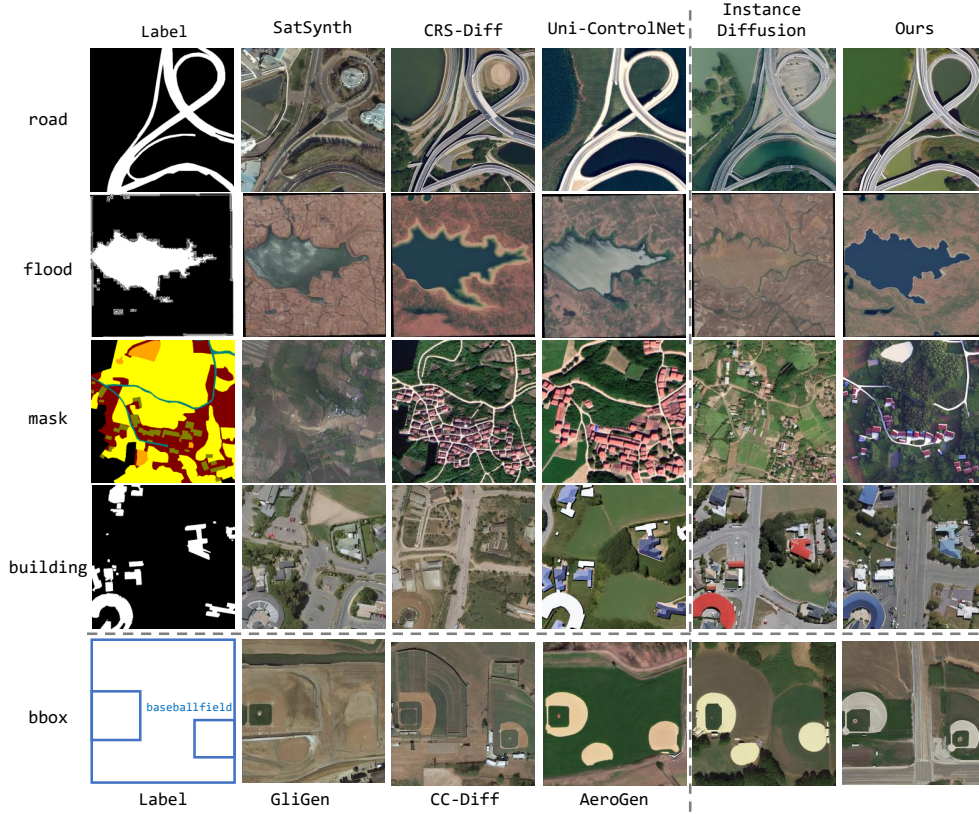 Label
SatSynth
CRS-Diff
Uni-ControlNet
Instance
Diffusion
Ours
road
flood
mask
building
bbox
baseballfield
Label
GliGen
CC-Diff
AeroGen